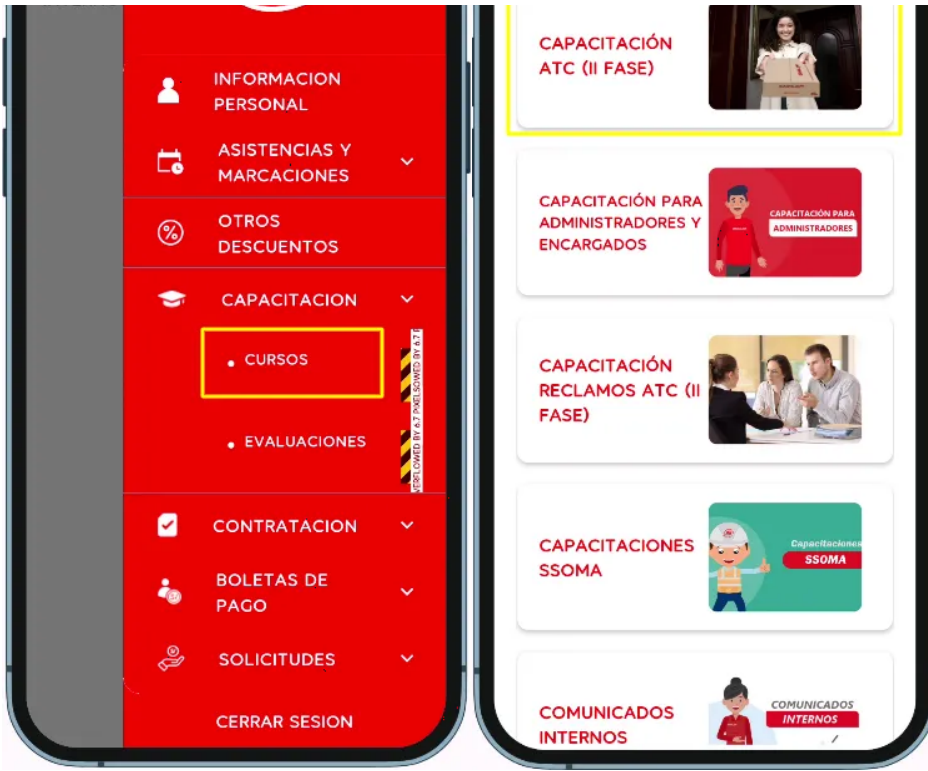 INFORMACION
PERSONAL
ASISTENCIAS Y
MARCACIONES
OTROS
DESCUENTOS
CAPACITACION
CURSOS
EVALUACIONES
CONTRATACION
BOLETAS DE
PAGO
SOLICITUDES
CERRAR SESION
CAPACITACIÓN
ATC (II FASE)
CAPACITACIÓN PARA
ADMINISTRADORES Y
ENCARGADOS
CAPACITACIÓN PARA
ADMINISTRADORES
CAPACITACIÓN
RECLAMOS ATC (II
FASE)
CAPACITACIONES
SSOMA
Capacitaciones
SSOMA
COMUNICADOS
INTERNOS
COMUNICADOS
INTERNOS